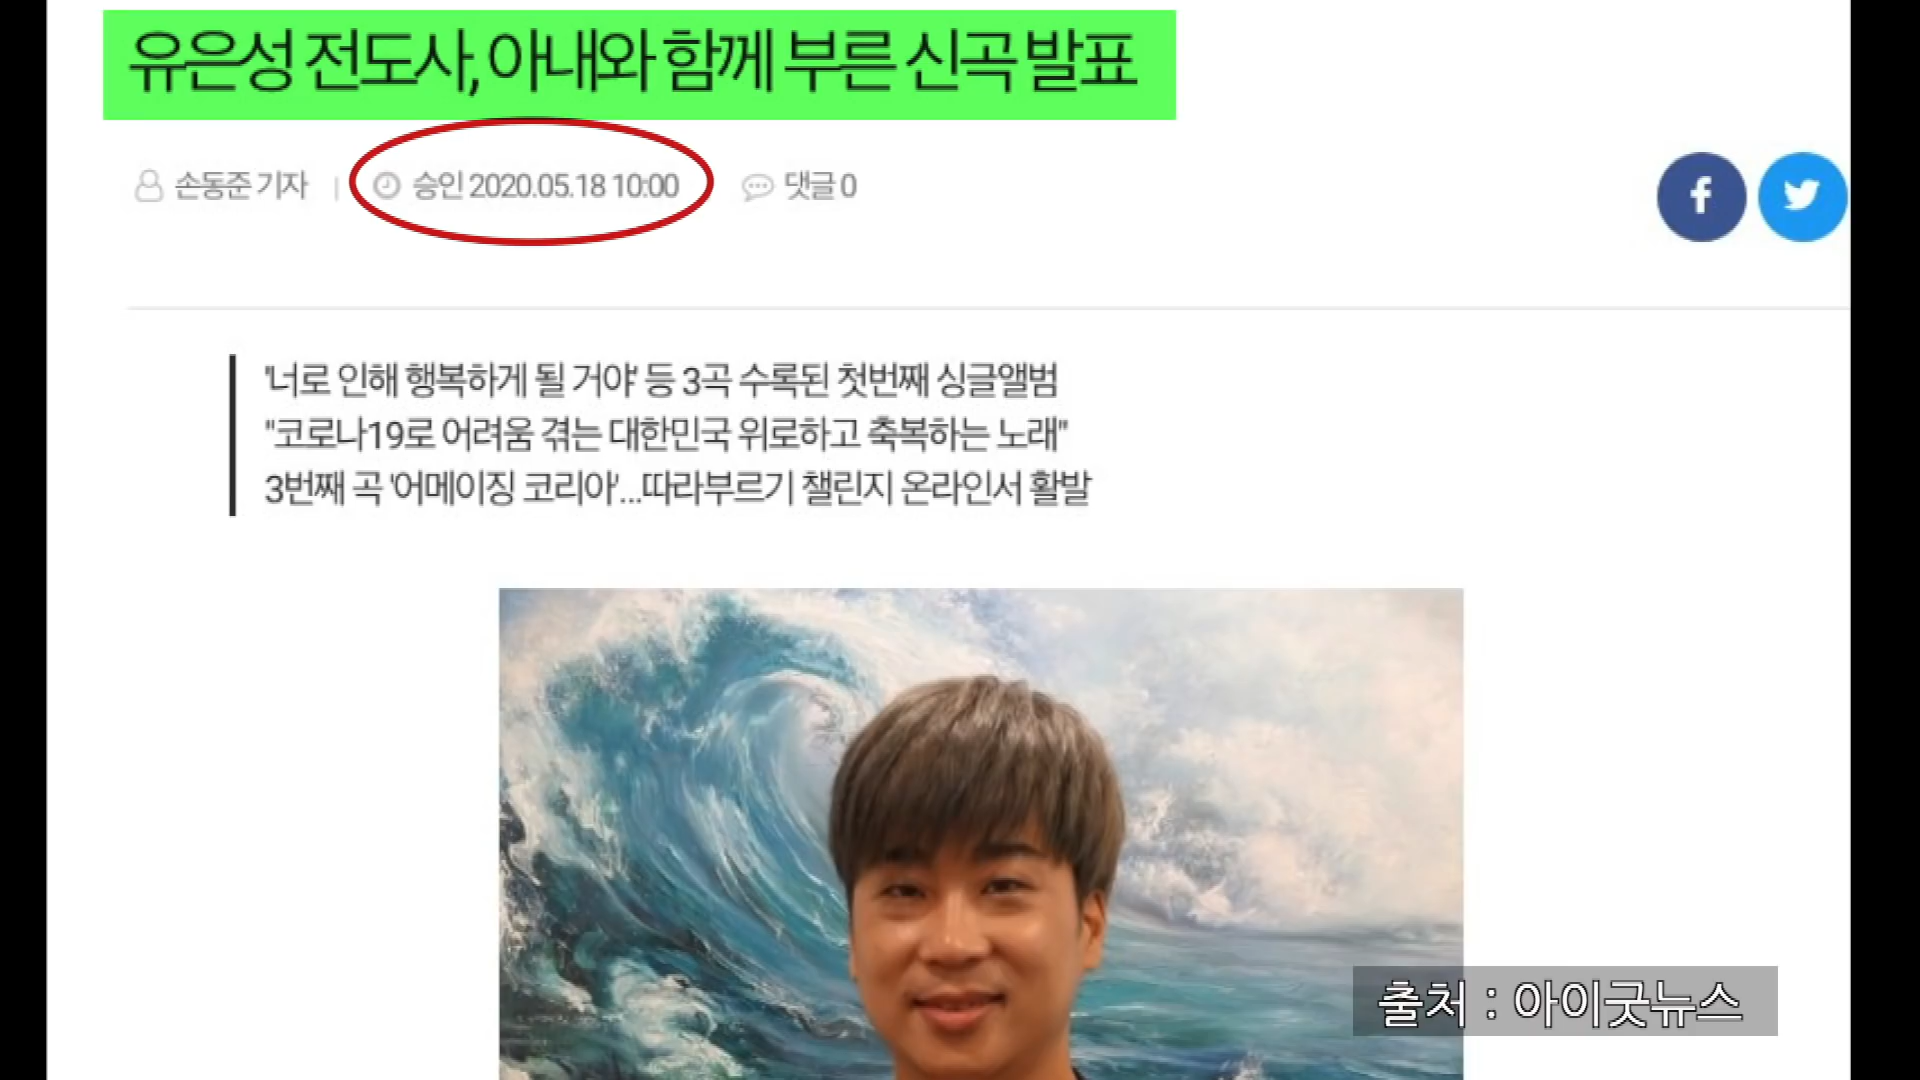 유은성 전도사, 아내와 함께 부른 신곡 발표
손동준 기자 | 승인 2020.05.18 10:00 댓글 0
'너로 인해 행복하게 될 거야' 등 3곡 수록된 첫번째 싱글앨범
"코로나19로 어려움 겪는 대한민국 위로하고 축복하는 노래"
3번째 곡 '어메이징 코리아'...따라부르기 챌린지 온라인서 활발
출처 : 아이굿뉴스